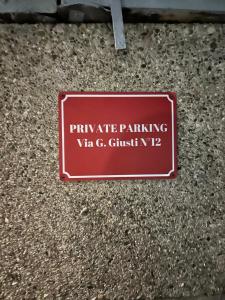 PRIVATE PARKING
Via G. Giusti N°12